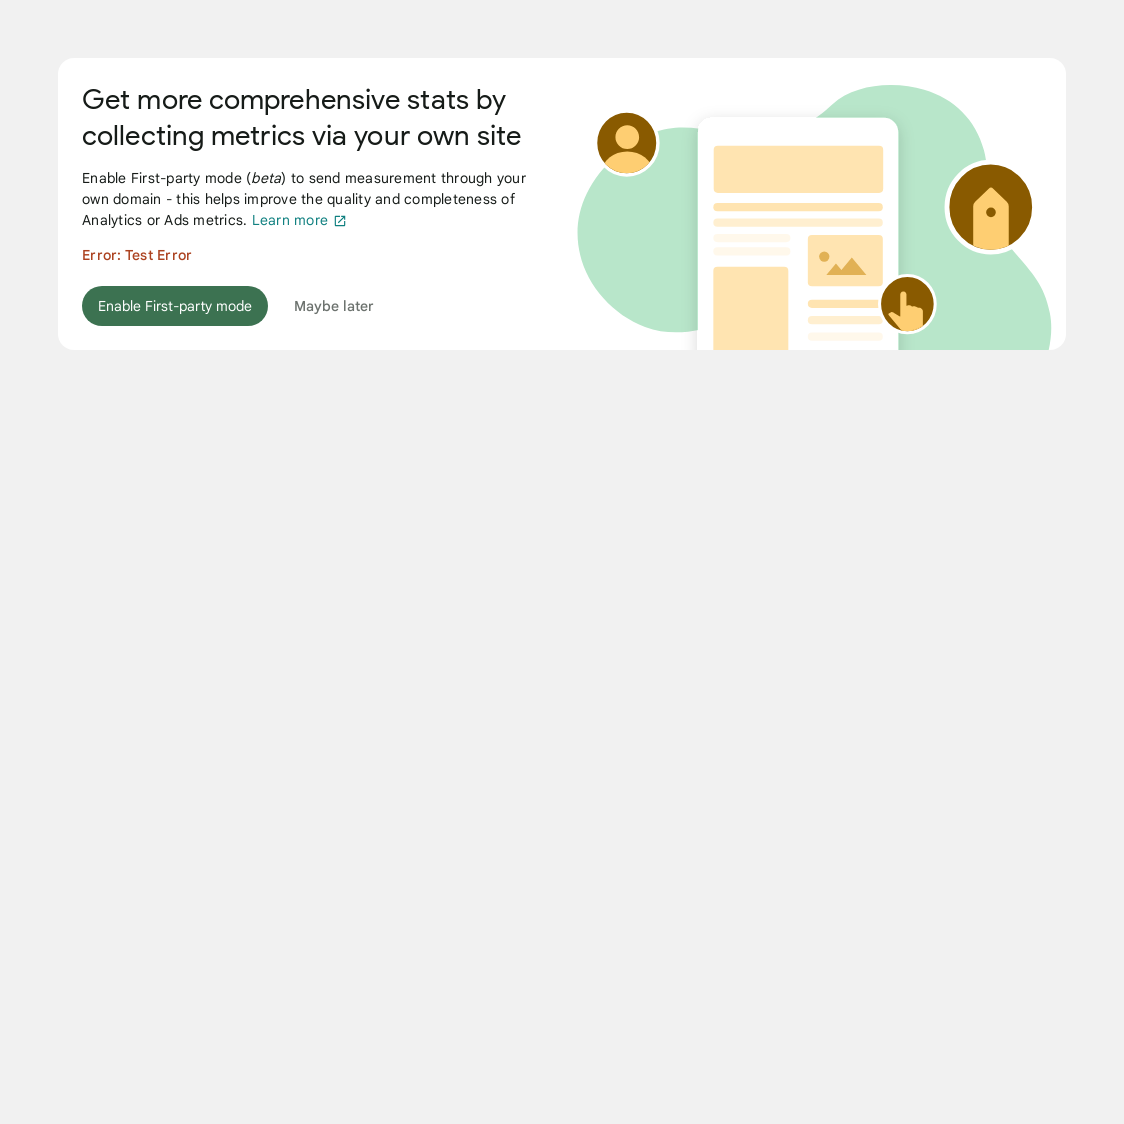 Get more comprehensive stats by
collecting metrics via your own site
Enable First-party mode (beta) to send measurement through your
own domain - this helps improve the quality and completeness of
Analytics or Ads metrics. Learn more
Error: Test Error
Enable First-party mode Maybe later